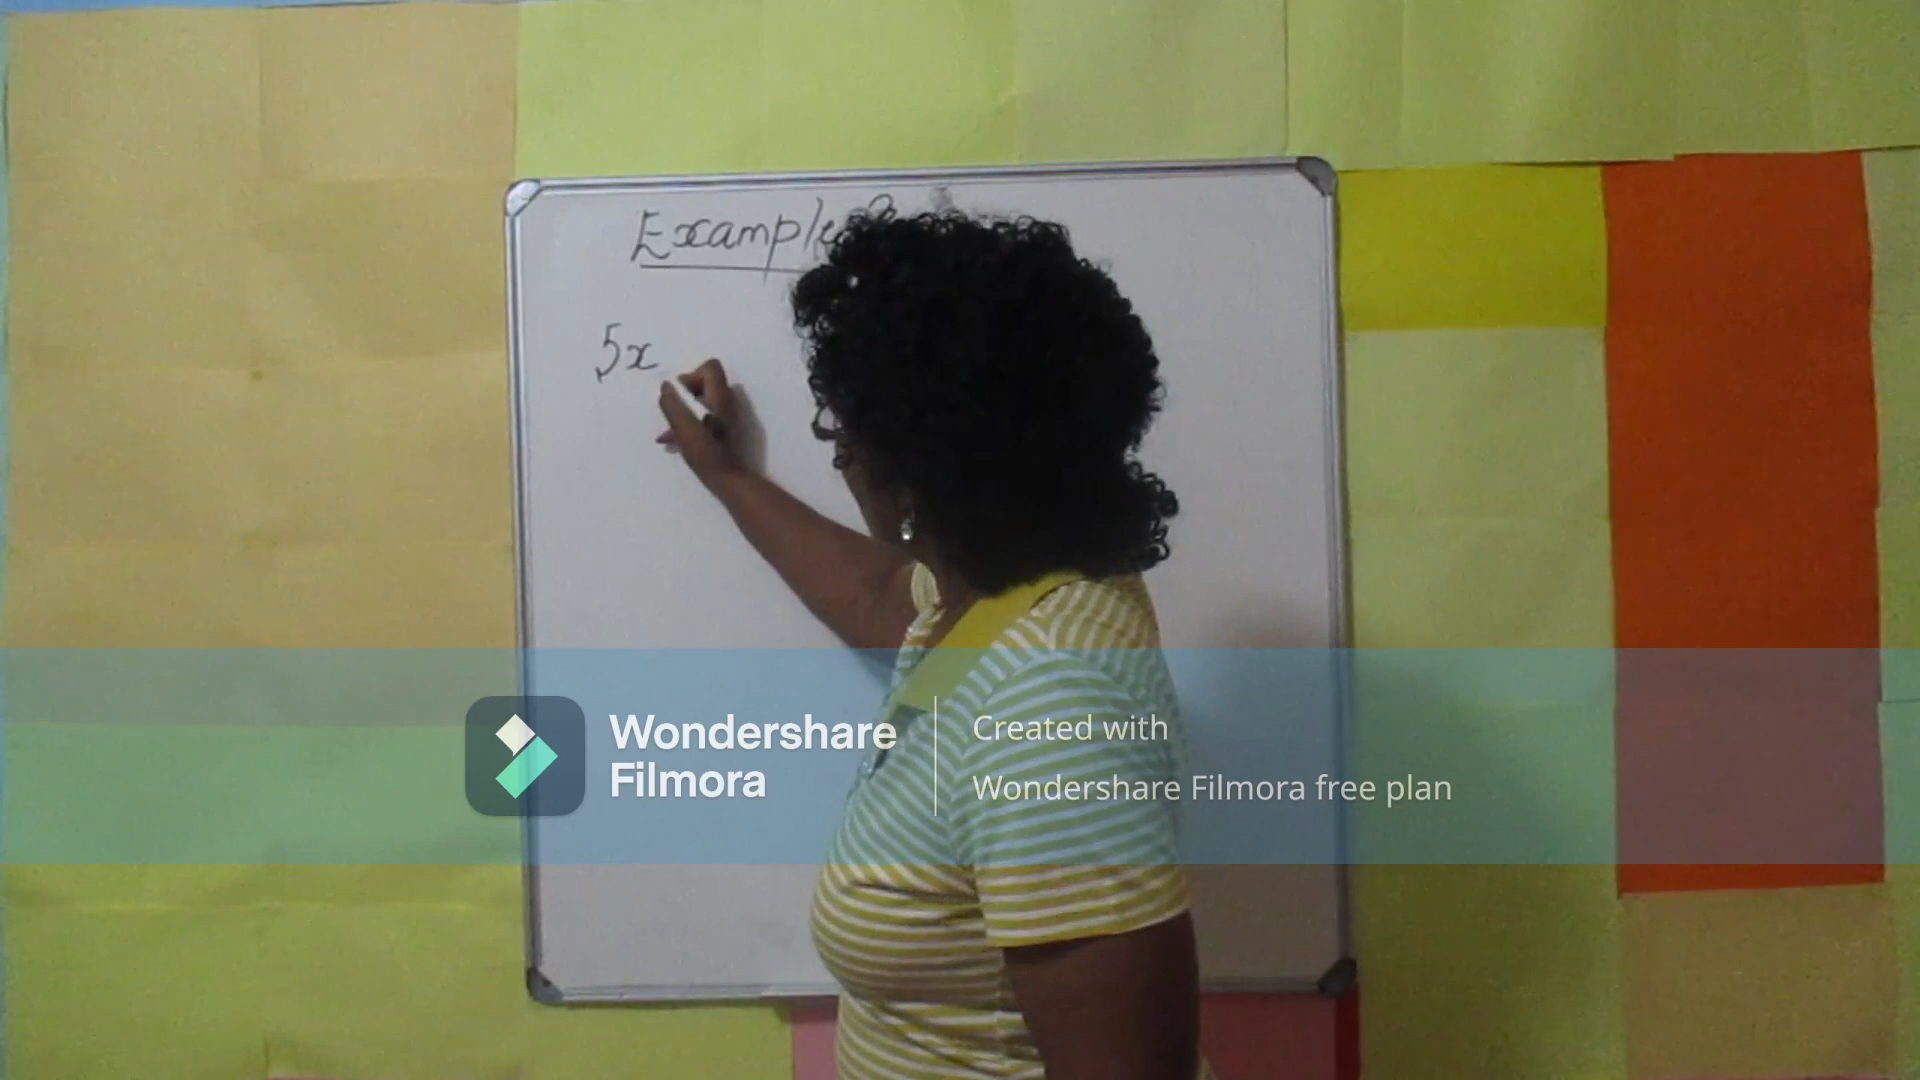 Example
5x
Wondershare
Filmora
Created with
Wondershare Filmora free plan